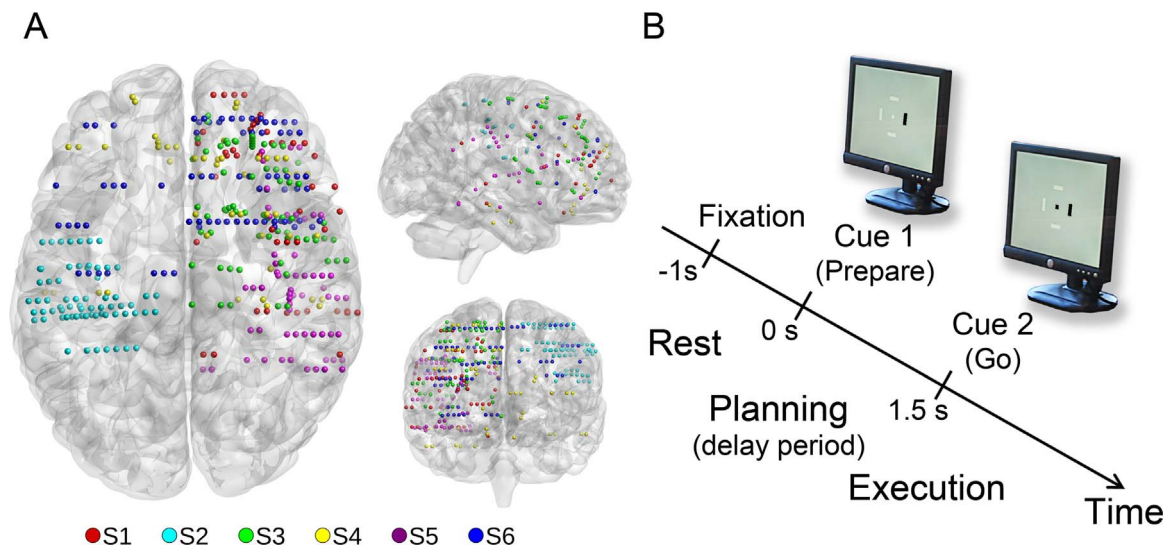 A
S1 S2 S3 S4 S5 S6
B
Fixation
-1s
Cue 1
(Prepare)
0 s
Rest
Cue 2
(Go)
1.5 s
Planning
(delay period)
Execution
Time